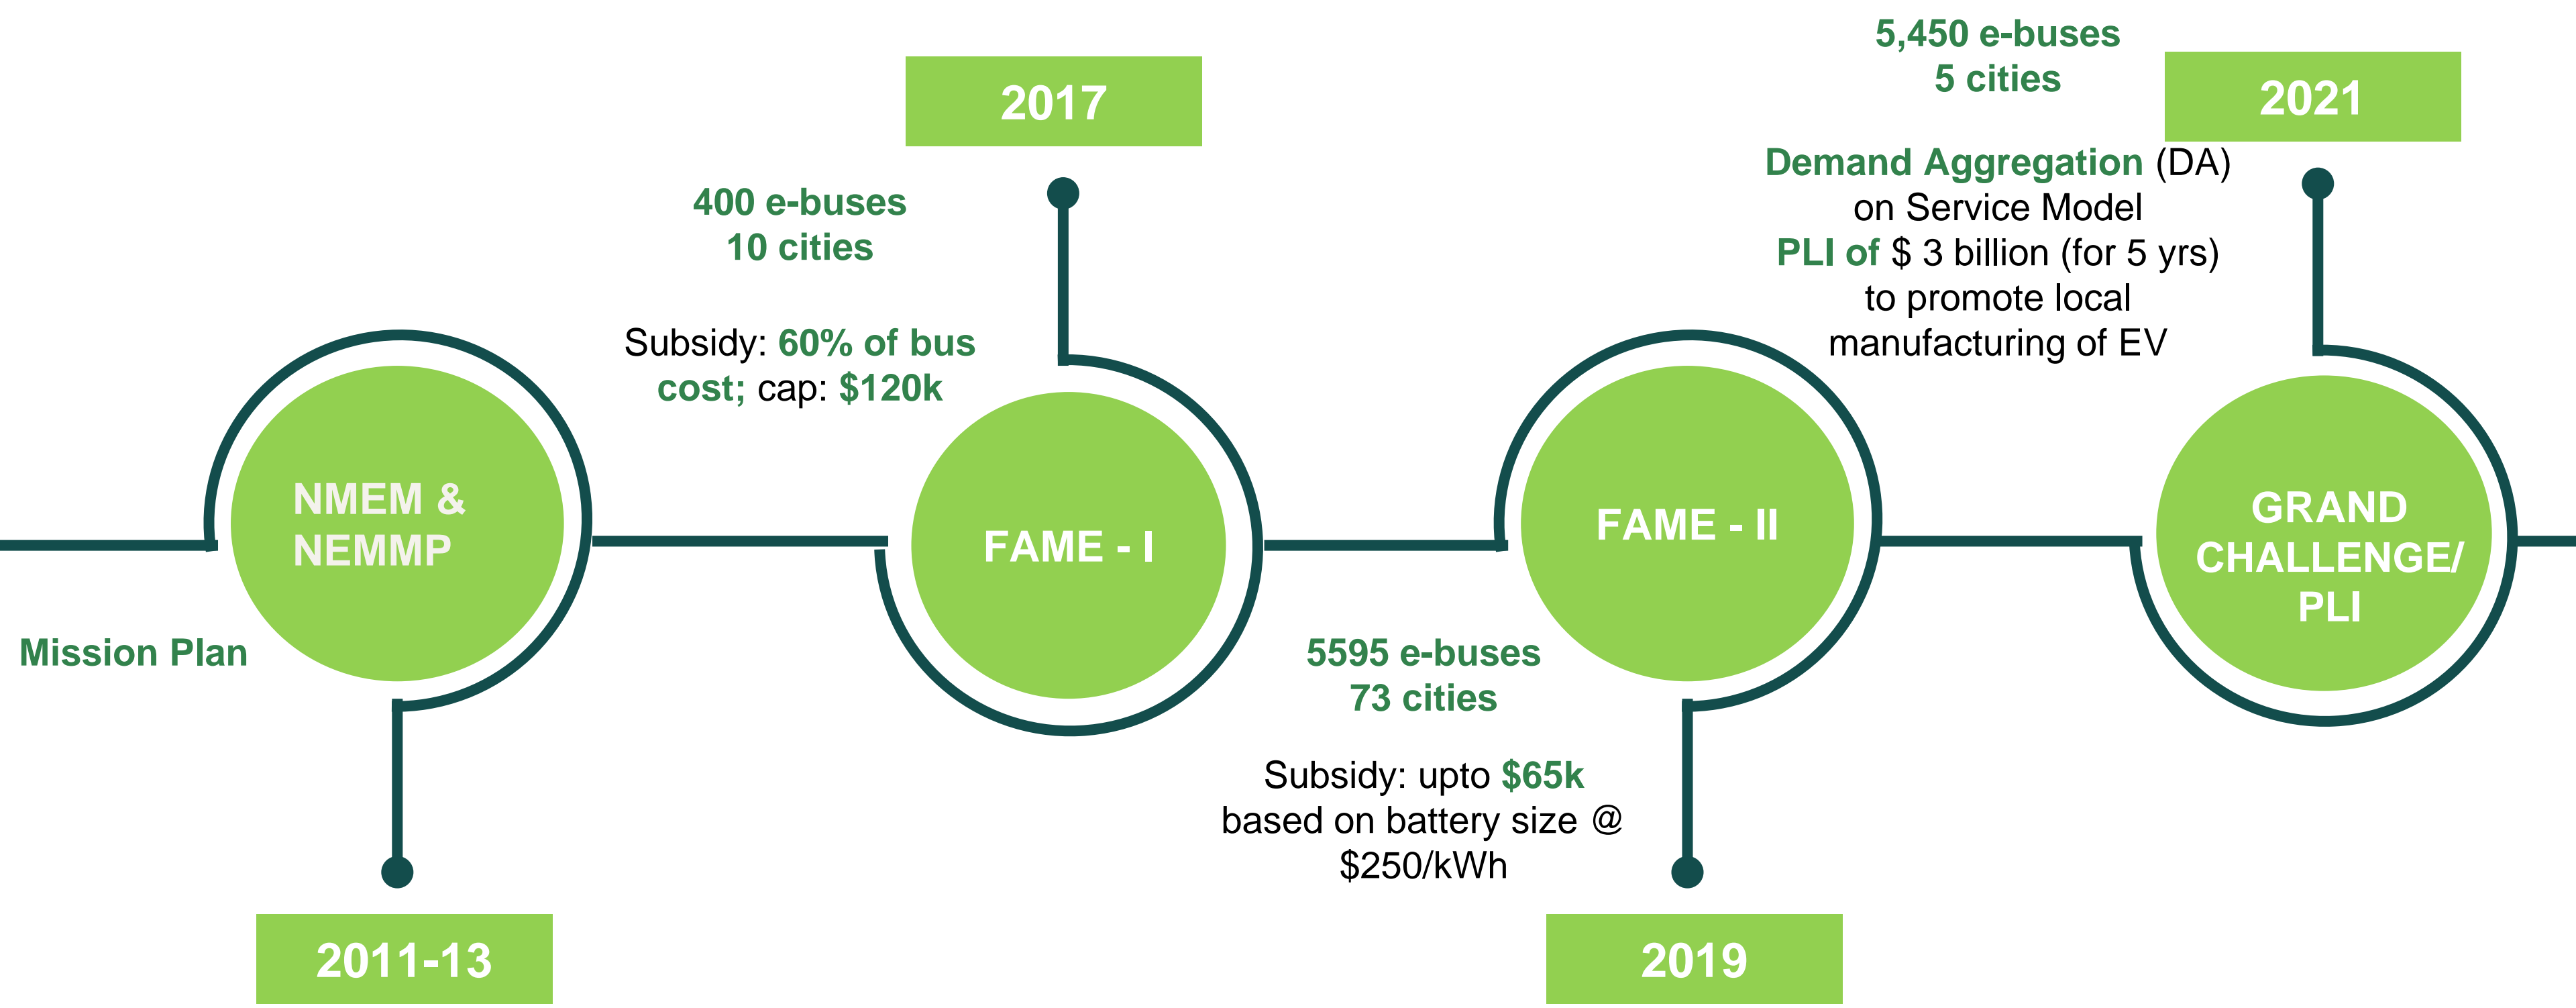 NMEM &
NEMMP
Mission Plan
2011-13
2017
400 e-buses
10 cities
Subsidy: 60% of bus
cost; cap: $120k
FAME - I
FAME - II
5595 e-buses
73 cities
Subsidy: upto $65k
based on battery size @
$250/kWh
2019
5,450 e-buses
5 cities
2021
Demand Aggregation (DA)
on Service Model
PLI of $ 3 billion (for 5 yrs)
to promote local
manufacturing of EV
GRAND
CHALLENGE/
PLI